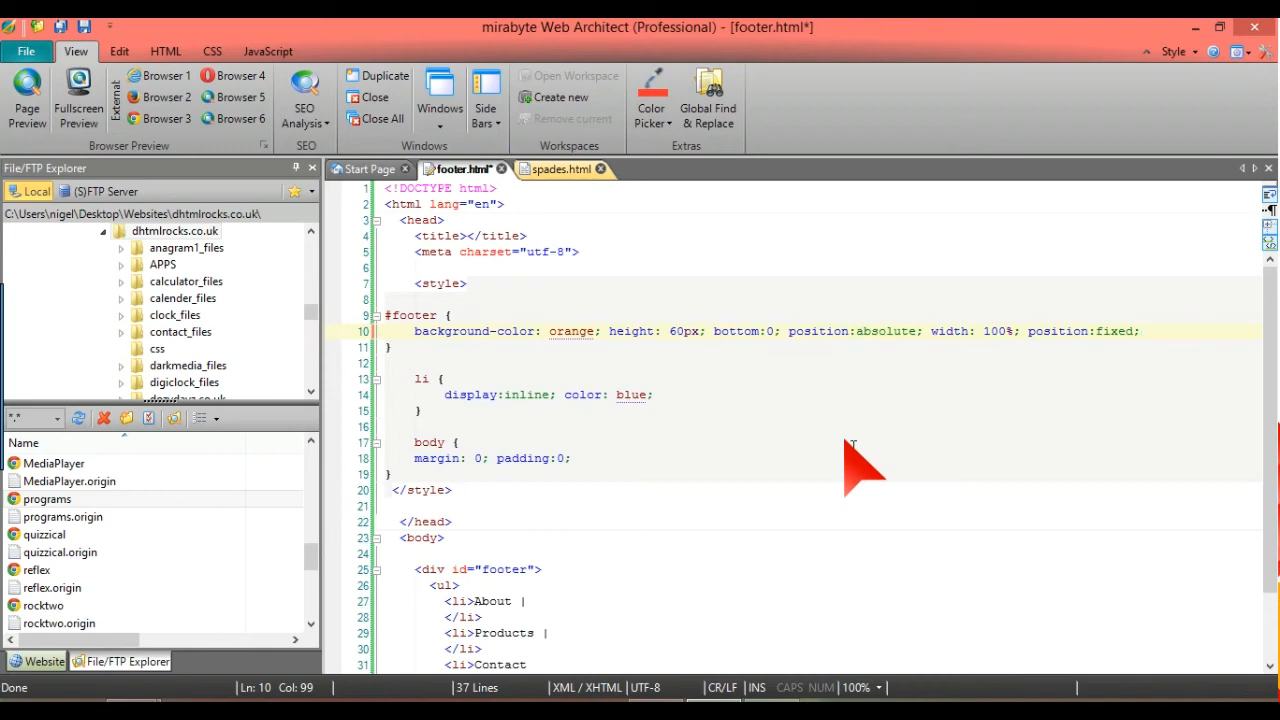 mirabyte Web Architect (Professional) - [footer.html*]
File View Edit HTML CSS JavaScript Style
Page Preview
Fullscreen Preview
External
Browser 1 Browser 4
Browser 2 Browser 5
Browser 3 Browser 6
SEO Analysis
Duplicate
Close
Close All
Windows
Side Bars
Open Workspace
Create new
Remove current
Color Picker
Global Find & Replace
Browser Preview SEO Windows Workspaces Extras
File/FTP Explorer
Local (S)FTP Server
C:\Users\nigel\Desktop\Websites\dhtmlrocks.co.uk\
dhtmlrocks.co.uk
anagram1_files
APPS
calculator_files
calender_files
clock_files
contact_files
css
darkmedia_files
digiclock_files
*.*
Name
MediaPlayer
MediaPlayer.origin
programs
programs.origin
quizzical
quizzical.origin
reflex
reflex.origin
rocktwo
rocktwo.origin
Website File/FTP Explorer
Start Page footer.html* spades.html
1 <!DOCTYPE html>
2 <html lang="en">
3 <head>
4 <title></title>
5 <meta charset="utf-8">
6
7 <style>
8
9 #footer {
10 background-color: orange; height: 60px; bottom:0; position:absolute; width: 100%; position:fixed;
11 }
12
13 li {
14 display:inline; color: blue;
15 }
16
17 body {
18 margin: 0; padding:0;
19 }
20 </style>
21
22 </head>
23 <body>
24
25 <div id="footer">
26 <ul>
27 <li>About |
28 </li>
29 <li>Products |
30 </li>
31 <li>Contact
Done Ln: 10 Col: 99 37 Lines XML / XHTML UTF-8 CR/LF INS CAPS NUM 100%